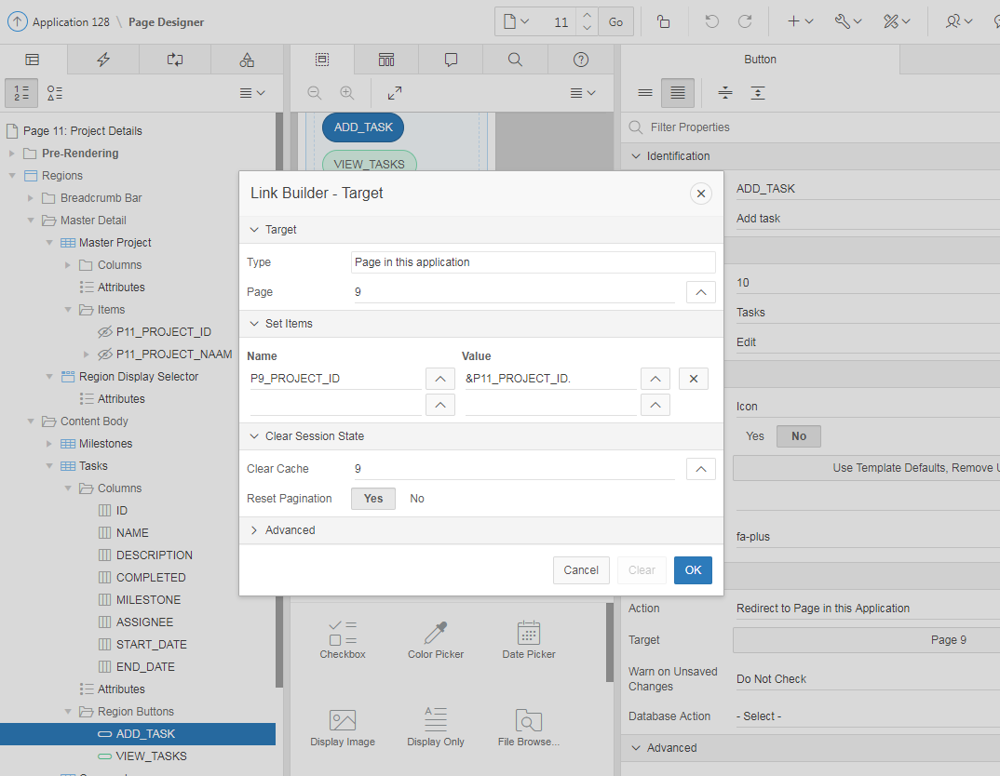 Application 128 \ Page Designer
11
Go
Button
Page 11: Project Details
Pre-Rendering
Regions
Breadcrumb Bar
Master Detail
Master Project
Columns
Attributes
Items
P11_PROJECT_ID
P11_PROJECT_NAAM
Region Display Selector
Attributes
Content Body
Milestones
Tasks
Columns
ID
NAME
DESCRIPTION
COMPLETED
MILESTONE
ASSIGNEE
START_DATE
END_DATE
Attributes
Region Buttons
ADD_TASK
VIEW_TASKS
ADD_TASK
VIEW_TASKS
Link Builder - Target
Target
Type
Page in this application
Page
9
Set Items
Name
Value
P9_PROJECT_ID
&P11_PROJECT_ID.
Clear Session State
Clear Cache
9
Reset Pagination
Yes
No
Advanced
Cancel
Clear
OK
Checkbox
Color Picker
Date Picker
Display Image
Display Only
File Browse...
Filter Properties
Identification
ADD_TASK
Add task
10
Tasks
Edit
Icon
Yes
No
Use Template Defaults, Remove
fa-plus
Action
Redirect to Page in this Application
Target
Page 9
Warn on Unsaved
Changes
Do Not Check
Database Action
- Select -
Advanced